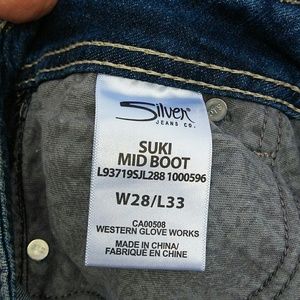 Silver®
JEANS CO.
SUKI
MID BOOT
L93719SJL288 1000596
W28/L33
CA00508
WESTERN GLOVE WORKS
MADE IN CHINA/
FABRIQUÉ EN CHINE